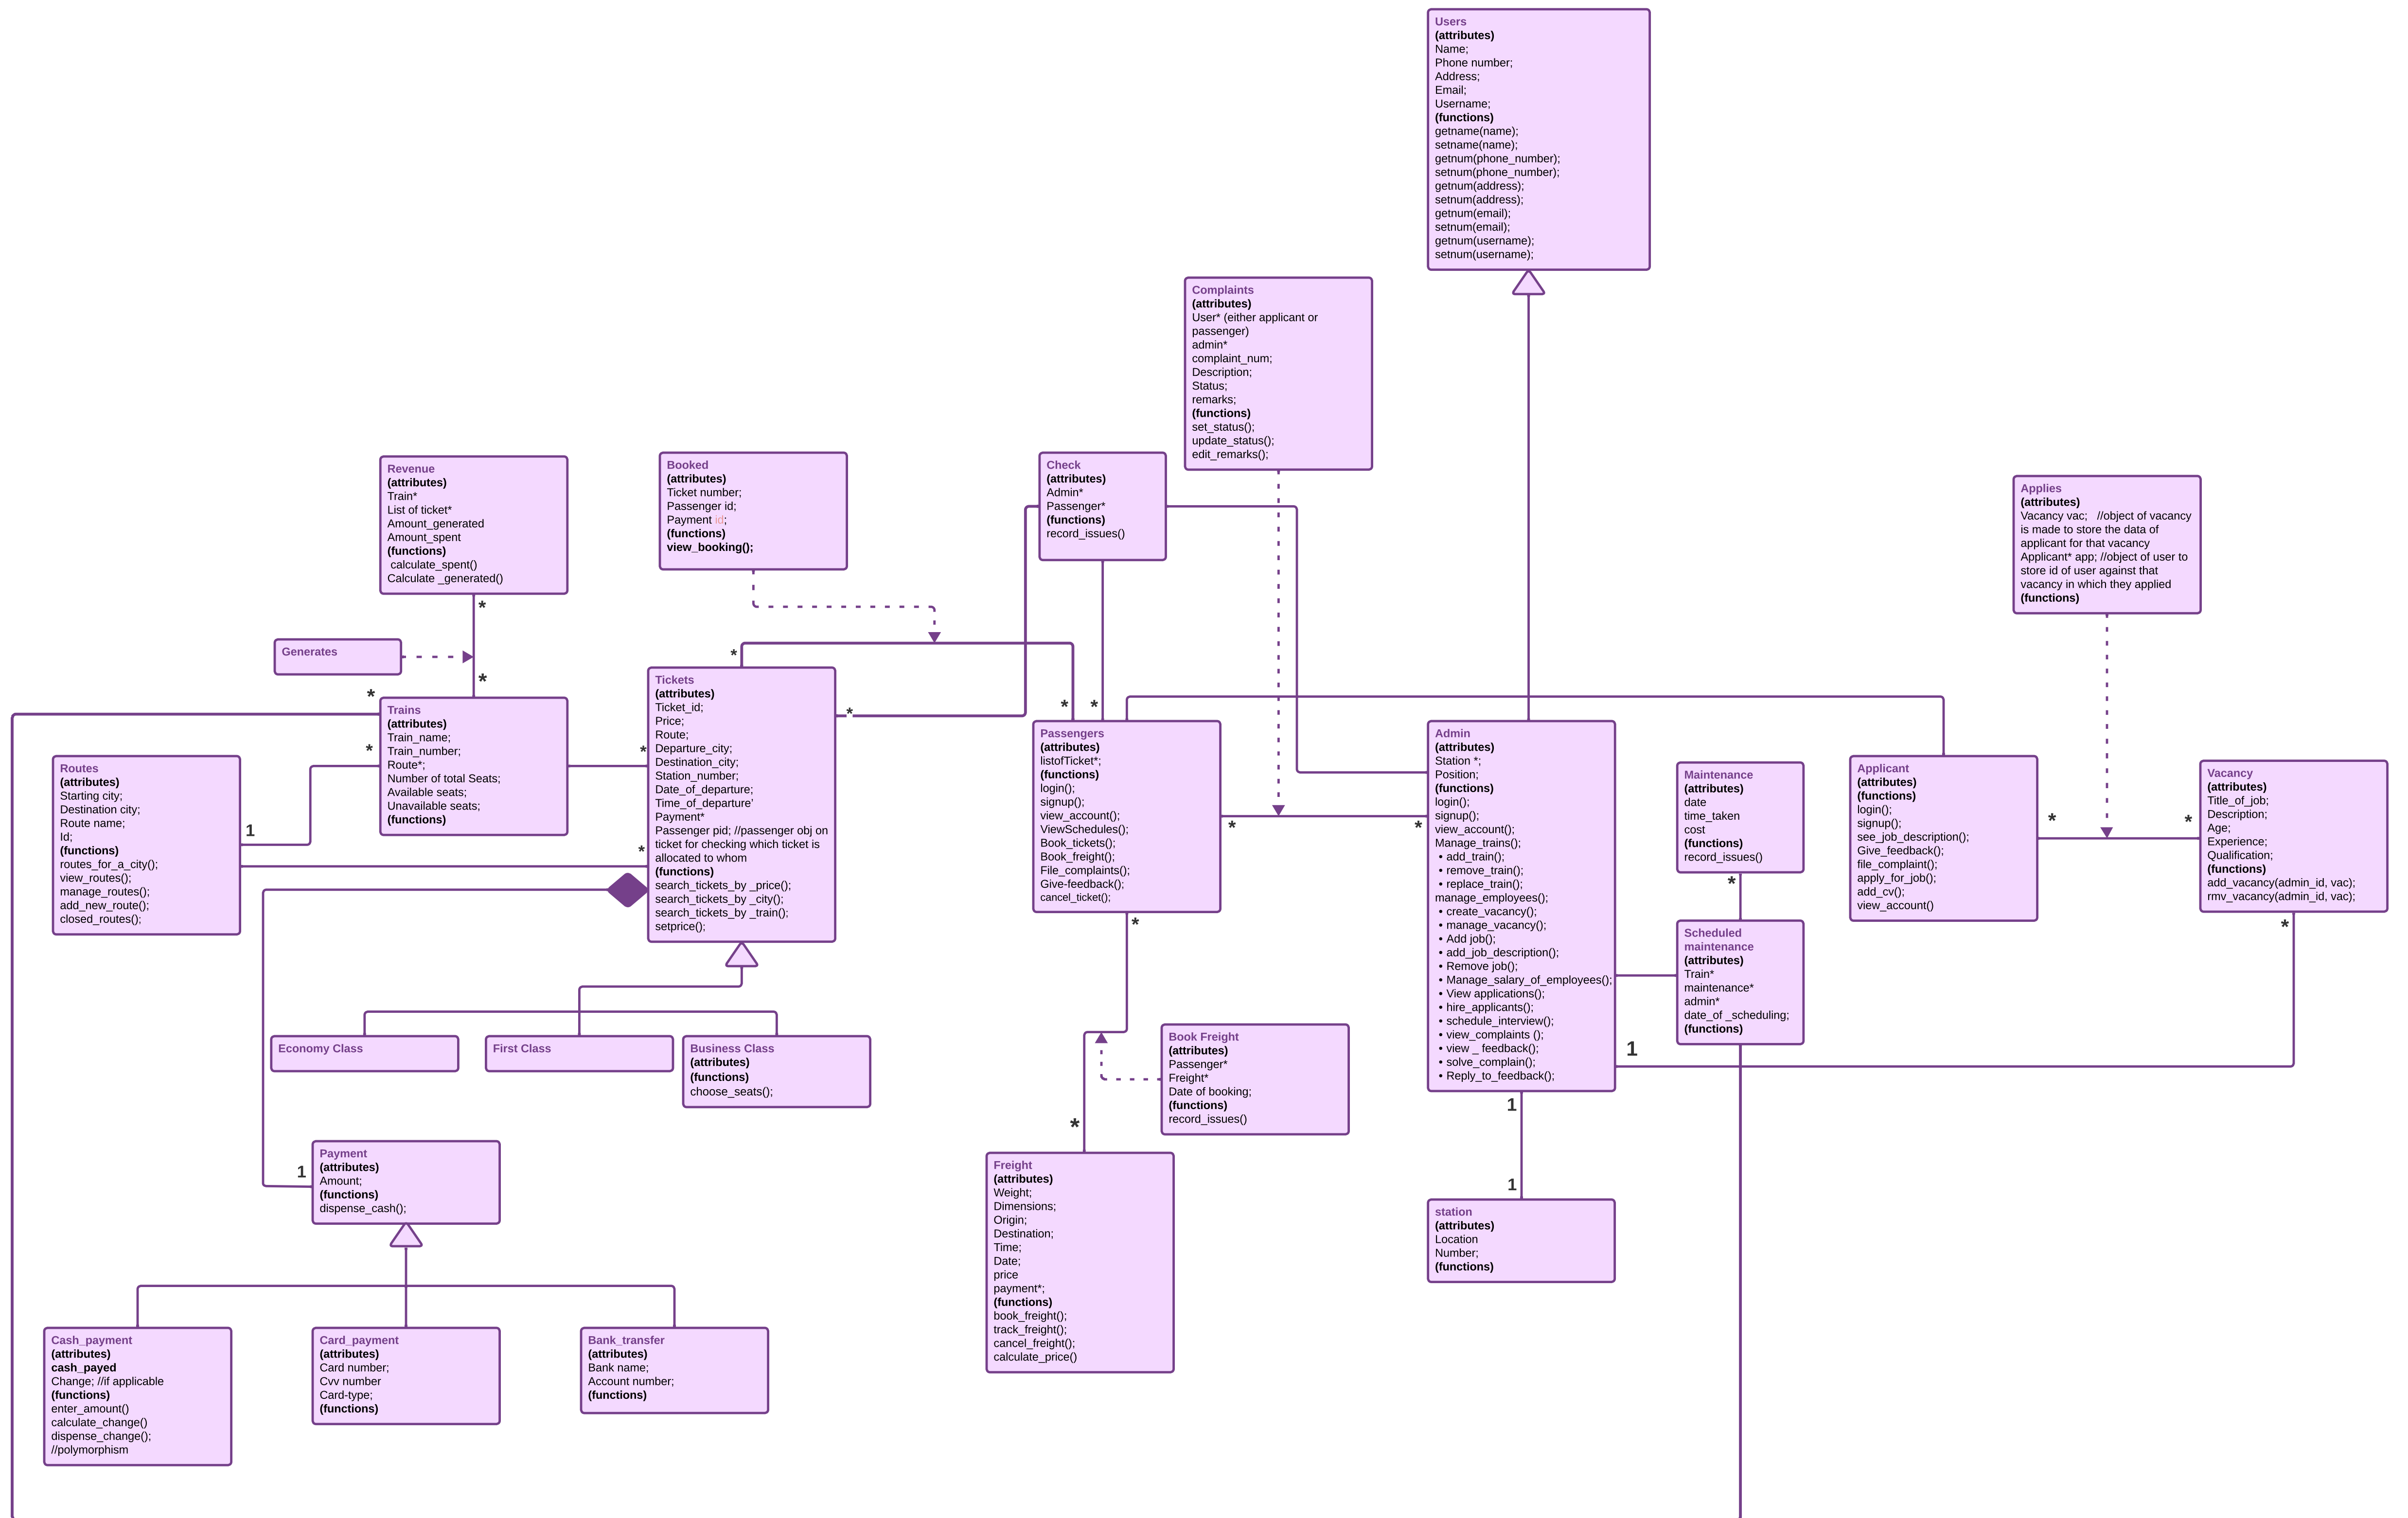 Users
(attributes)
Name;
Phone number;
Address;
Email;
Username;
(functions)
getname(name);
setname(name);
getnum(phone_number);
setnum(phone_number);
getnum(address);
setnum(address);
getnum(email);
setnum(email);
getnum(username);
setnum(username);
Complaints
(attributes)
User* (either applicant or
passenger)
admin*
complaint_num;
Description;
Status;
remarks;
(functions)
set_status();
update_status();
edit_remarks();
Revenue
(attributes)
Train*
List of ticket*
Amount_generated
Amount_spent
(functions)
calculate_spent()
Calculate _generated()
*
Booked
(attributes)
Ticket number;
Passenger id;
Payment id;
(functions)
view_booking();
Check
(attributes)
Admin*
Passenger*
(functions)
record_issues()
Applies
(attributes)
Vacancy vac;   //object of vacancy
is made to store the data of
applicant for that vacancy
Applicant* app; //object of user to
store id of user against that
vacancy in which they applied
(functions)
Generates
*
*
*
Trains
(attributes)
Train_name;
Train_number;
Route*;
Number of total Seats;
Available seats;
Unavailable seats;
(functions)
*
Routes
(attributes)
Starting city;
Destination city;
Route name;
Id;
(functions)
routes_for_a_city();
view_routes();
manage_routes();
add_new_route();
closed_routes();
1
*
*
*
*
Tickets
(attributes)
Ticket_id;
Price;
Route;
Departure_city;
Destination_city;
Station_number;
Date_of_departure;
Time_of_departure’
Payment*
Passenger pid; //passenger obj on
ticket for checking which ticket is
allocated to whom
(functions)
search_tickets_by _price();
search_tickets_by _city();
search_tickets_by _train();
setprice();
*
*
Passengers
(attributes)
listofTicket*;
(functions)
login();
signup();
view_account();
ViewSchedules();
Book_tickets();
Book_freight();
File_complaints();
Give-feedback();
cancel_ticket();
*
*
*
Admin
(attributes)
Station *;
Position;
(functions)
login();
signup();
view_account();
Manage_trains();
• add_train();
• remove_train();
• replace_train();
manage_employees();
• create_vacancy();
• manage_vacancy();
• Add job();
• add_job_description();
• Remove job();
• Manage_salary_of_employees();
• View applications();
• hire_applicants();
• schedule_interview();
• view_complaints ();
• view _ feedback();
• solve_complain();
• Reply_to_feedback();
1
1
Maintenance
(attributes)
date
time_taken
cost
(functions)
record_issues()
*
Scheduled
maintenance
(attributes)
Train*
maintenance*
admin*
date_of _scheduling;
(functions)
Applicant
(attributes)
(functions)
login();
signup();
see_job_description();
Give_feedback();
file_complaint();
apply_for_job();
add_cv();
view_account()
*
*
Vacancy
(attributes)
Title_of_job;
Description;
Age;
Experience;
Qualification;
(functions)
add_vacancy(admin_id, vac);
rmv_vacancy(admin_id, vac);
*
Economy Class
First Class
Business Class
(attributes)
(functions)
choose_seats();
Book Freight
(attributes)
Passenger*
Freight*
Date of booking;
(functions)
record_issues()
1
Payment
(attributes)
Amount;
(functions)
dispense_cash();
*
Freight
(attributes)
Weight;
Dimensions;
Origin;
Destination;
Time;
Date;
price
payment*;
(functions)
book_freight();
track_freight();
cancel_freight();
calculate_price()
1
station
(attributes)
Location
Number;
(functions)
Cash_payment
(attributes)
cash_payed
Change; //if applicable
(functions)
enter_amount()
calculate_change()
dispense_change();
//polymorphism
Card_payment
(attributes)
Card number;
Cvv number
Card-type;
(functions)
Bank_transfer
(attributes)
Bank name;
Account number;
(functions)